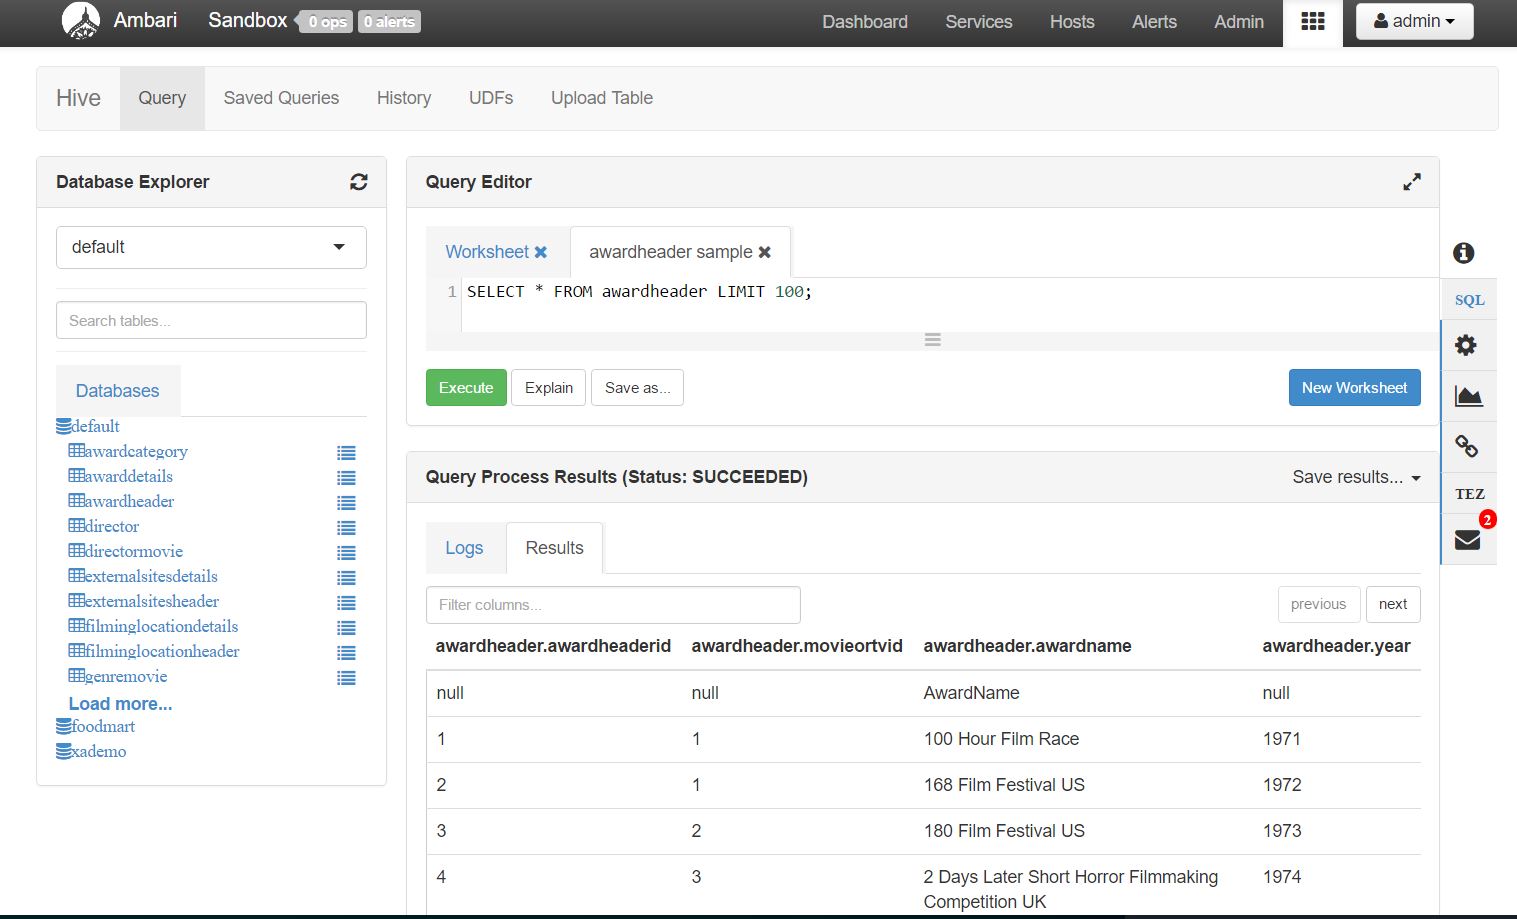 Ambari Sandbox 0 ops 0 alerts Dashboard Services Hosts Alerts Admin admin
Hive Query Saved Queries History UDFs Upload Table
Database Explorer
default
Search tables...
Databases
default
awardcategory
awarddetails
awardheader
director
directormovie
externalsitesdetails
externalsitesheader
filminglocationdetails
filminglocationheader
genremovie
Load more...
foodmart
xademo
Query Editor
Worksheet awardheader sample
1 SELECT * FROM awardheader LIMIT 100;
Execute Explain Save as... New Worksheet
Query Process Results (Status: SUCCEEDED) Save results...
Logs Results
Filter columns... previous next
awardheader.awardheaderid awardheader.movieortvid awardheader.awardname awardheader.year
null null AwardName null
1 1 100 Hour Film Race 1971
2 1 168 Film Festival US 1972
3 2 180 Film Festival US 1973
4 3 2 Days Later Short Horror Filmmaking 1974
Competition UK
SQL
TEZ
2